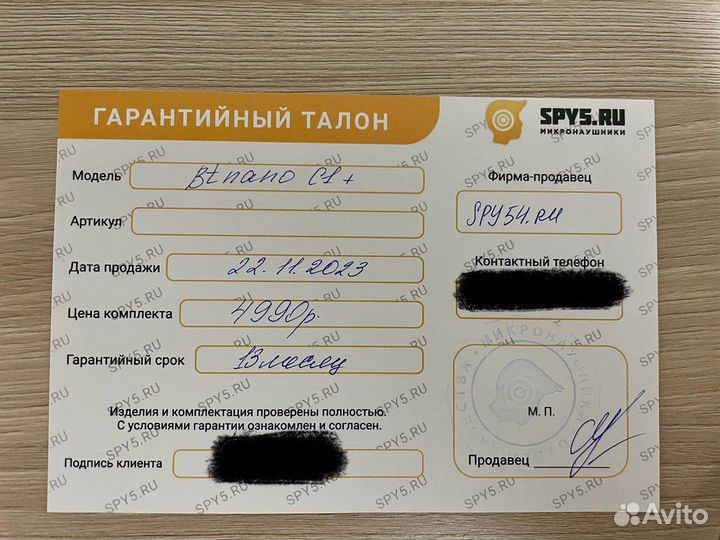 ГАРАНТИЙНЫЙ ТАЛОН
SPY5.RU
МИКРОНАУШНИКИ
Модель Bt nano C1+
Фирма-продавец
Артикул
SPY54.RU
Дата продажи 22.11.2023
Контактный телефон
Цена комплекта 4990р.
Гарантийный срок
Изделия и комплектация проверены полностью.
С условиями гарантии ознакомлен и согласен.
М. П.
Подпись клиента
Продавец
МИКРОНАУШНИКИ
КАЧЕСТВА
SPY5.RU
Avito